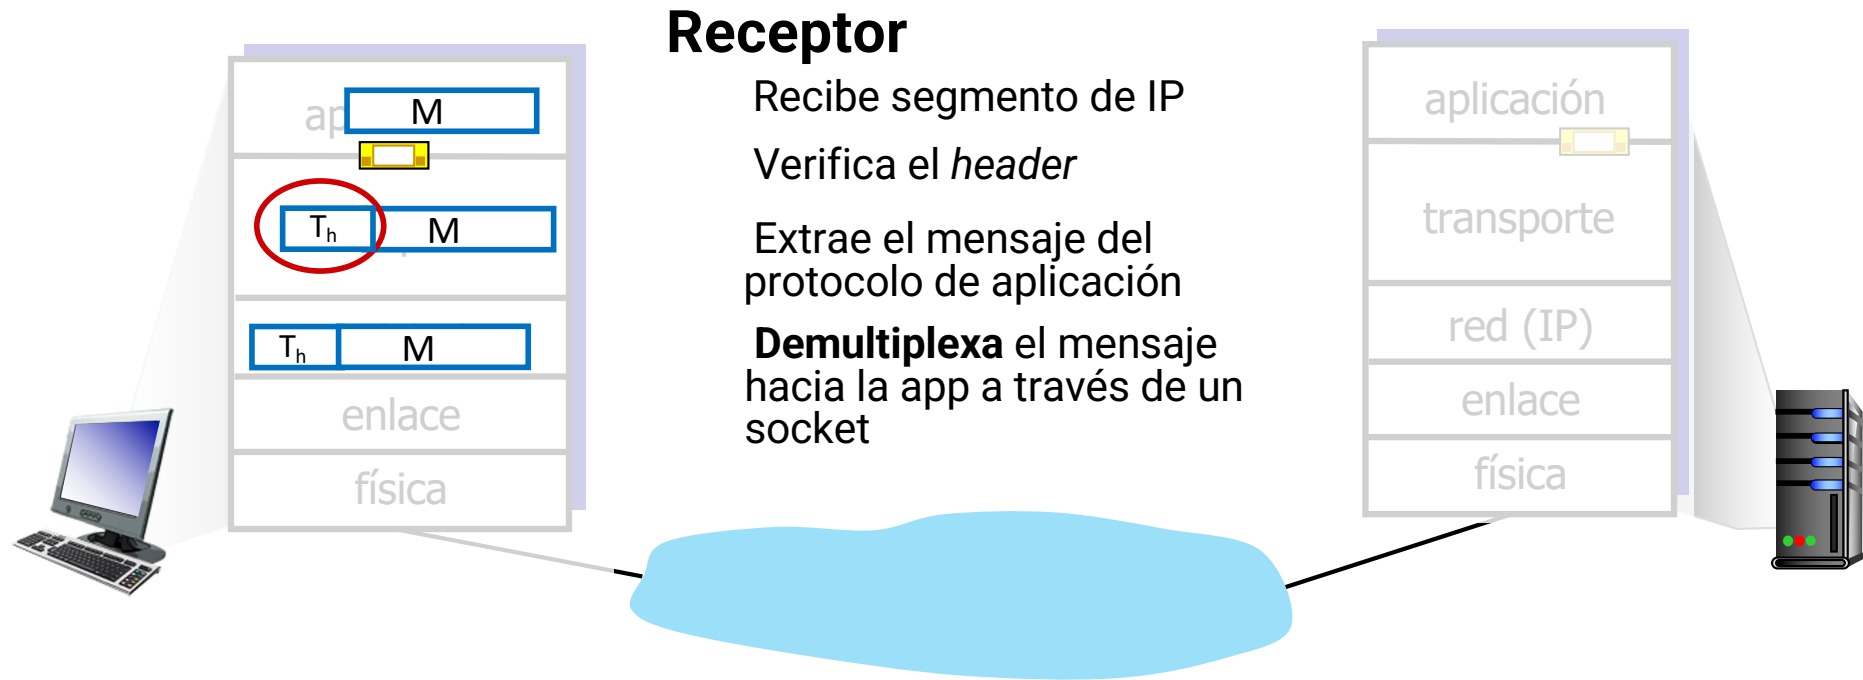 Receptor
Recibe segmento de IP
Verifica el header
Extrae el mensaje del
protocolo de aplicación
Demultiplexa el mensaje
hacia la app a través de un
socket
ap
M
Th
M
Th
M
enlace
física
aplicación
transporte
red (IP)
enlace
física